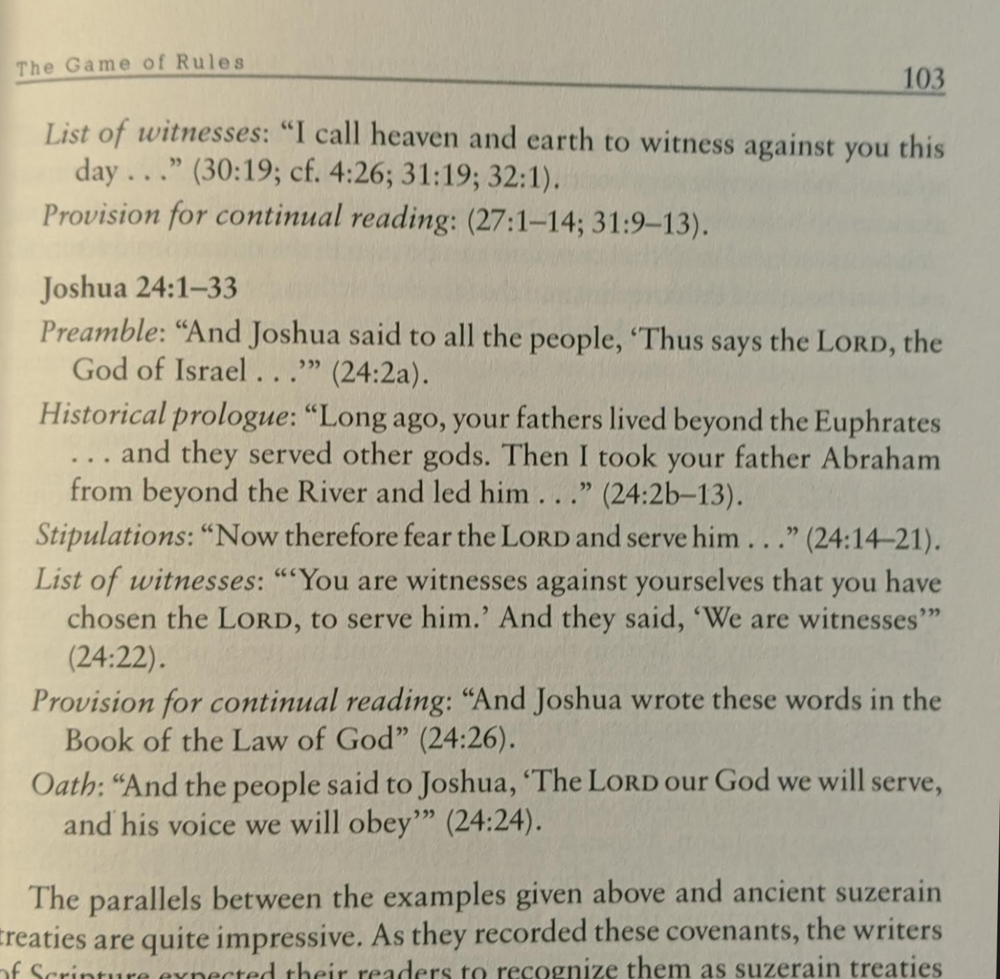 The Game of Rules
103
List of witnesses: “I call heaven and earth to witness against you this
day . . .” (30:19; cf. 4:26; 31:19; 32:1).
Provision for continual reading: (27:1–14; 31:9–13).
Joshua 24:1–33
Preamble: “And Joshua said to all the people, ‘Thus says the LORD, the
God of Israel . . .’” (24:2a).
Historical prologue: “Long ago, your fathers lived beyond the Euphrates
. . . and they served other gods. Then I took your father Abraham
from beyond the River and led him . . .” (24:2b–13).
Stipulations: “Now therefore fear the LORD and serve him . . .” (24:14–21).
List of witnesses: “‘You are witnesses against yourselves that you have
chosen the LORD, to serve him.’ And they said, ‘We are witnesses’”
(24:22).
Provision for continual reading: “And Joshua wrote these words in the
Book of the Law of God” (24:26).
Oath: “And the people said to Joshua, ‘The LORD our God we will serve,
and his voice we will obey’” (24:24).
The parallels between the examples given above and ancient suzerain
treaties are quite impressive. As they recorded these covenants, the writers
of Scripture expected their readers to recognize them as suzerain treaties